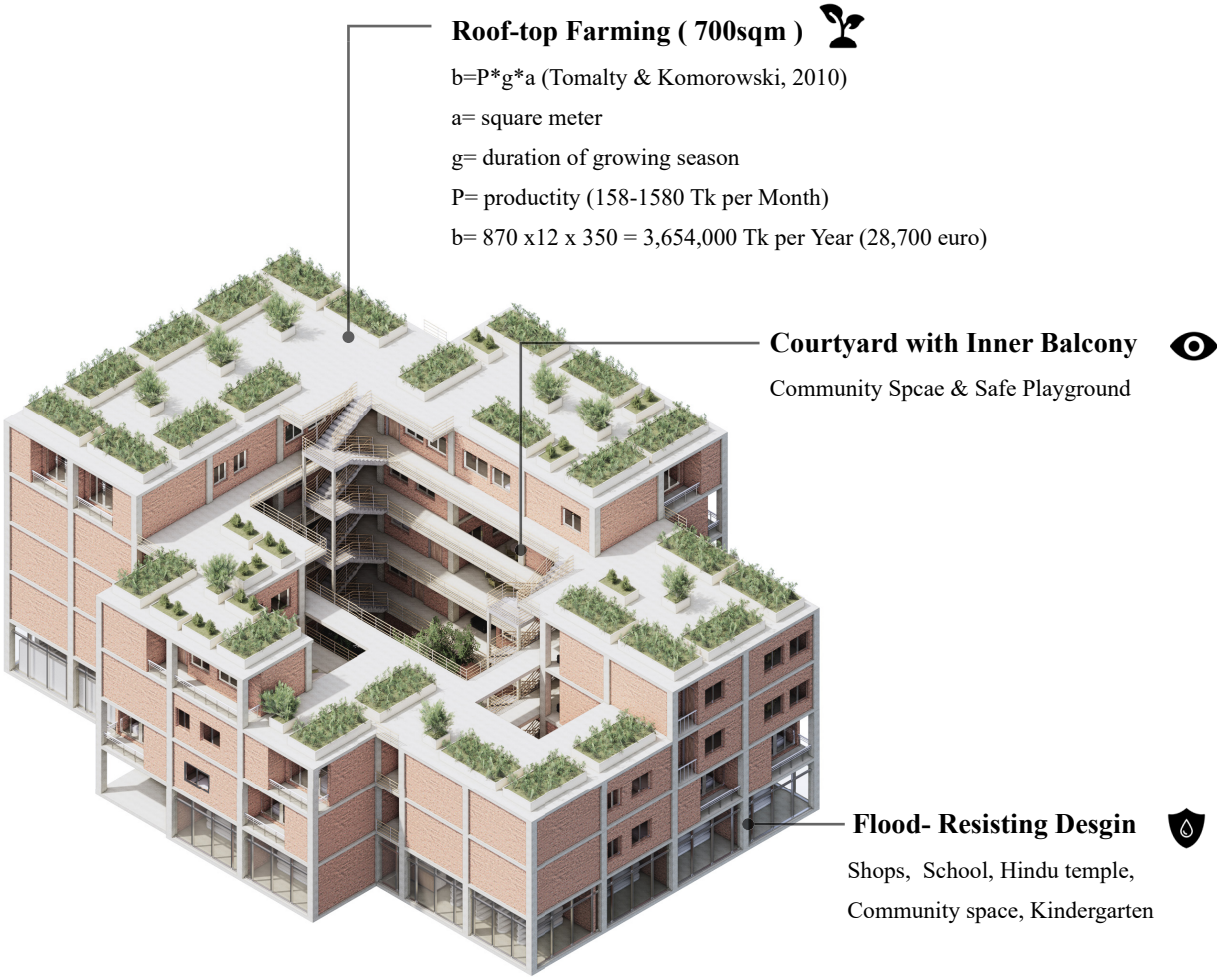 Roof-top Farming ( 700sqm )
b=P*g*a (Tomalty & Komorowski, 2010)
a= square meter
g= duration of growing season
P= productity (158-1580 Tk per Month)
b= 870 x12 x 350 = 3,654,000 Tk per Year (28,700 euro)
Courtyard with Inner Balcony
Community Spcae & Safe Playground
Flood- Resisting Desgin
Shops,  School, Hindu temple,
Community space, Kindergarten